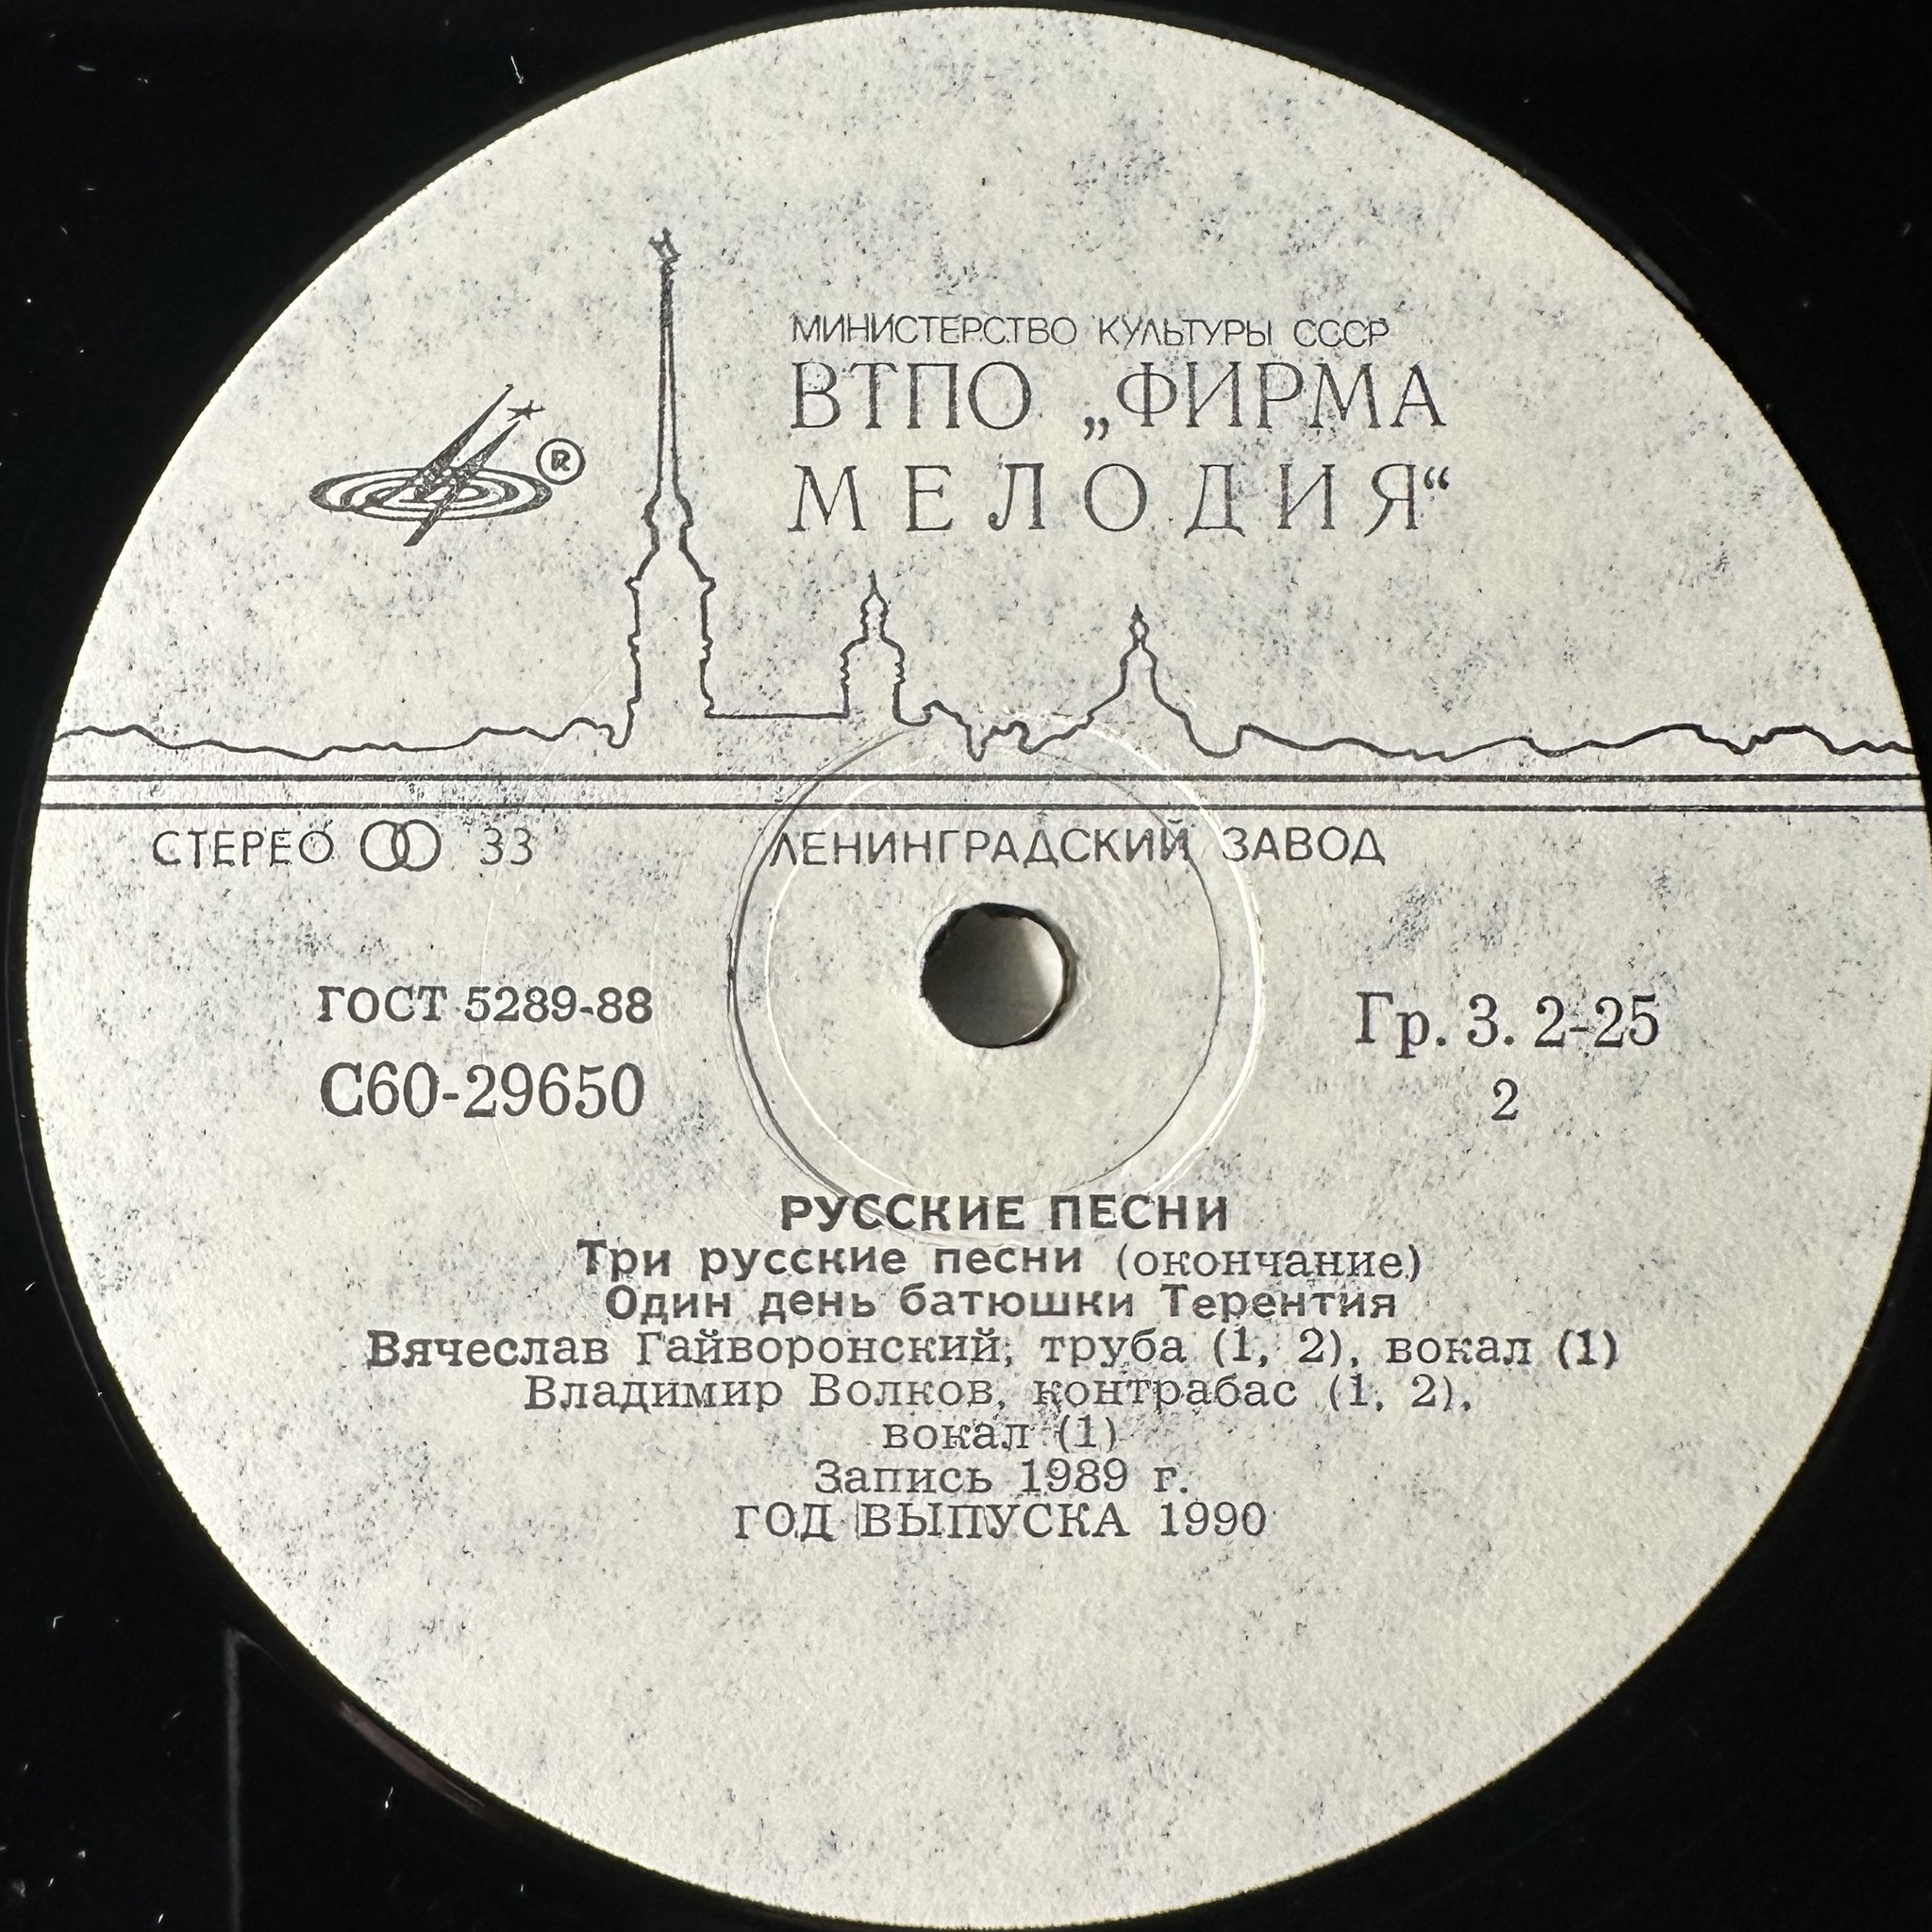 МИНИСТЕРСТВО КУЛЬТУРЫ СССР
ВТПО „ФИРМА
МЕЛОДИЯ“
®
СТЕРЕО 33 ЛЕНИНГРАДСКИЙ ЗАВОД
ГОСТ 5289-88
С60-29650
Гр. 3. 2-25
2
РУССКИЕ ПЕСНИ
Три русские песни (окончание)
Один день батюшки Терентия
Вячеслав Гайворонский, труба (1, 2), вокал (1)
Владимир Волков, контрабас (1, 2),
вокал (1)
Запись 1989 г.
ГОД ВЫПУСКА 1990